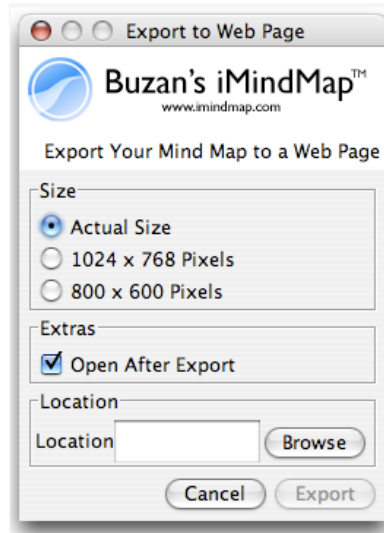 Export to Web Page
Buzan's iMindMap™
www.imindmap.com
Export Your Mind Map to a Web Page
Size
Actual Size
1024 x 768 Pixels
800 x 600 Pixels
Extras
Open After Export
Location
Location Browse
Cancel Export